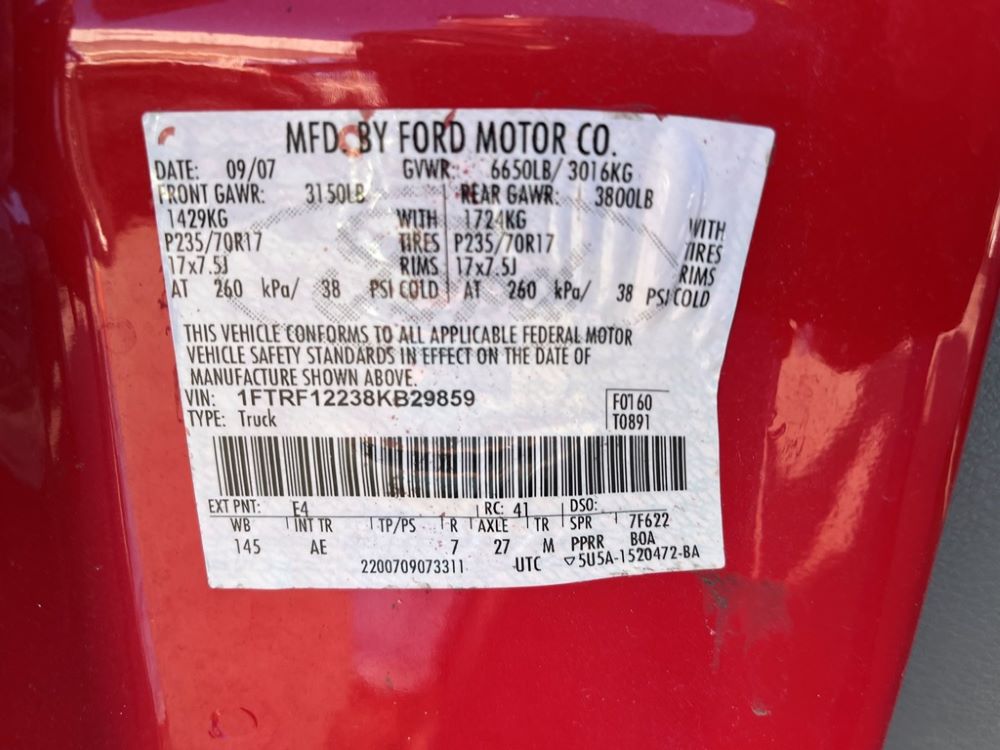 MFD. BY FORD MOTOR CO.
DATE: 09/07 GVWR: 6650LB/ 3016KG
FRONT GAWR: 3150LB REAR GAWR: 3800LB
1429KG WITH 1724KG WITH
P235/70R17 TIRES P235/70R17 TIRES
17x7.5J RIMS 17x7.5J RIMS
AT 260 kPa/ 38 PSI COLD AT 260 kPa/ 38 PSI COLD
THIS VEHICLE CONFORMS TO ALL APPLICABLE FEDERAL MOTOR
VEHICLE SAFETY STANDARDS IN EFFECT ON THE DATE OF
MANUFACTURE SHOWN ABOVE.
VIN: 1FTRF12238KB29859 F0160
TYPE: Truck T0891
EXT PNT: E4 RC: 41 DSO:
WB INT TR TP/PS R AXLE TR SPR 7F622
145 AE 7 27 M PPRR BOA
2200709073311 UTC ▽5U5A-1520472-BA